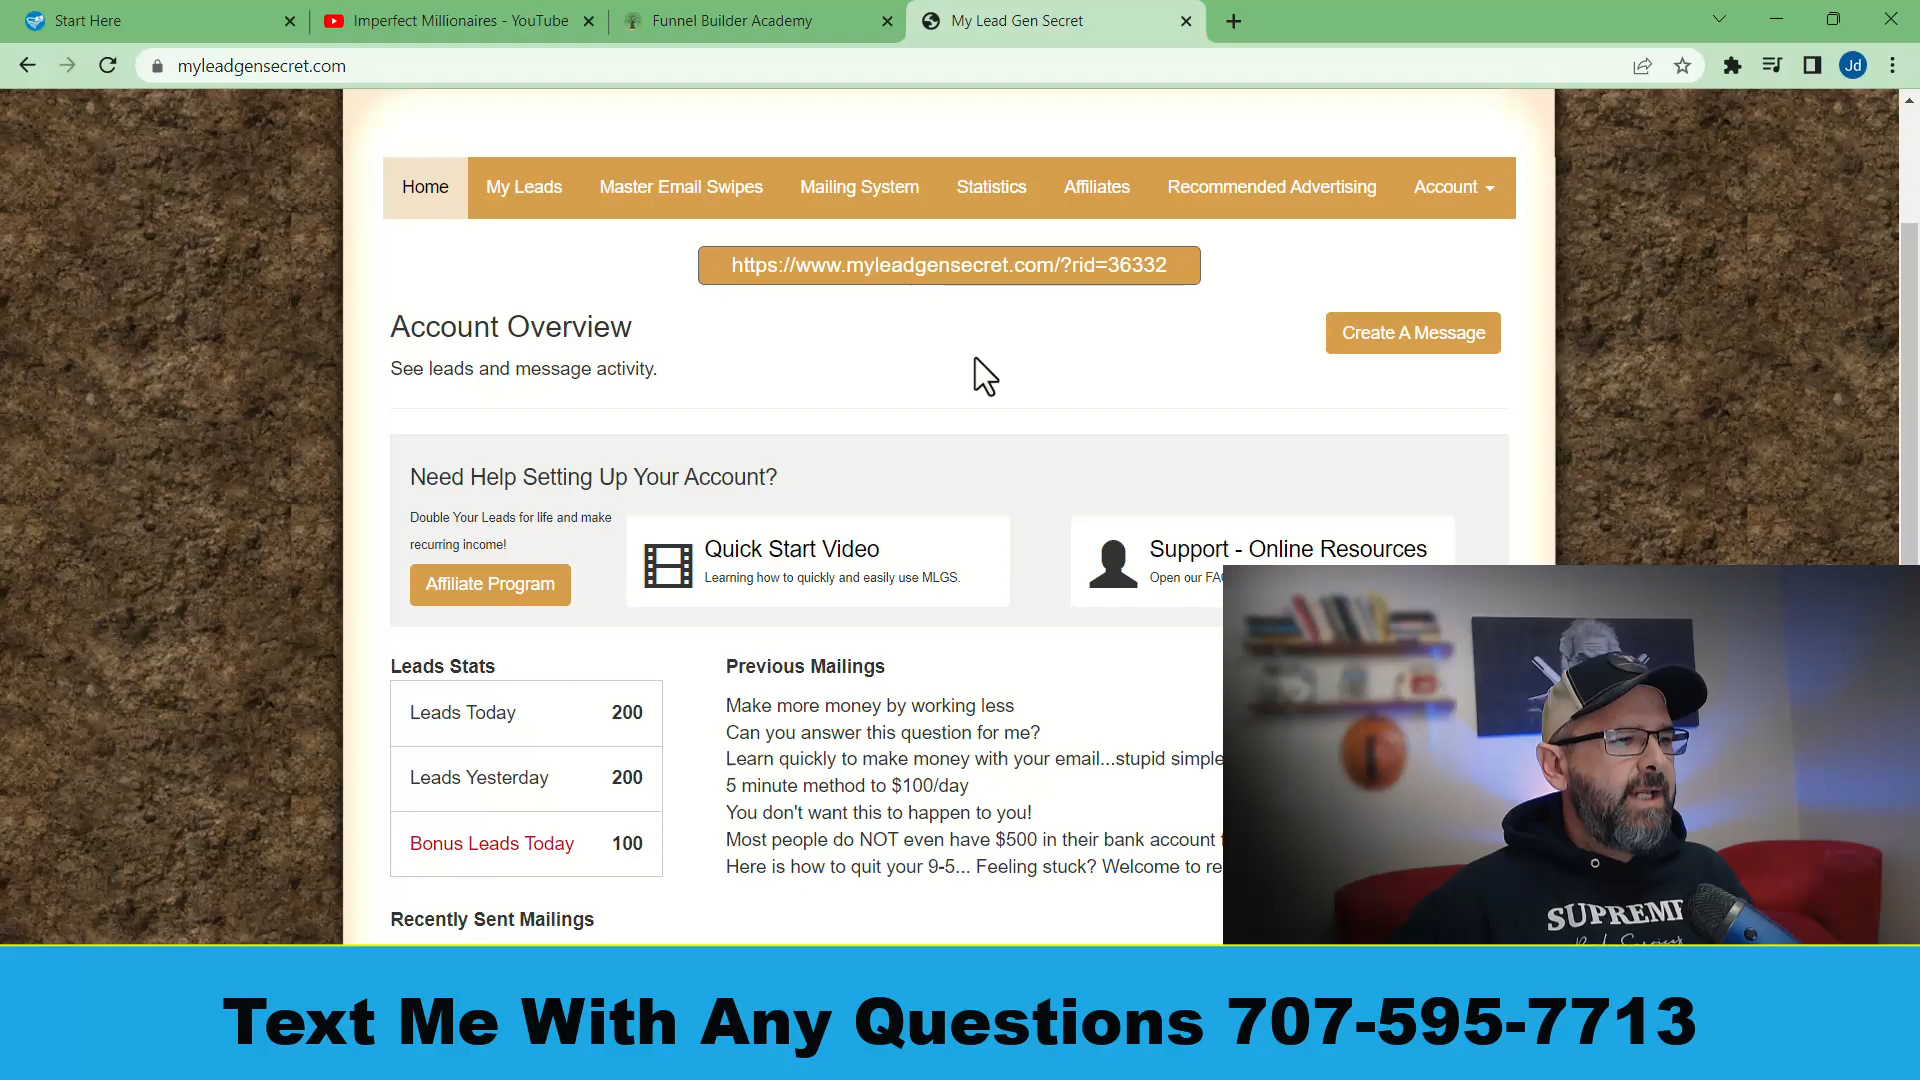 Start Here
Imperfect Millionaires - YouTube
Funnel Builder Academy
My Lead Gen Secret
myleadgensecret.com
Jd
Home
My Leads
Master Email Swipes
Mailing System
Statistics
Affiliates
Recommended Advertising
Account
https://www.myleadgensecret.com/?rid=36332
Account Overview
Create A Message
See leads and message activity.
Need Help Setting Up Your Account?
Double Your Leads for life and make
recurring income!
Affiliate Program
Quick Start Video
Learning how to quickly and easily use MLGS.
Support - Online Resources
Open our FA
Leads Stats
Leads Today 200
Leads Yesterday 200
Bonus Leads Today 100
Previous Mailings
Make more money by working less
Can you answer this question for me?
Learn quickly to make money with your email...stupid simple
5 minute method to $100/day
You don't want this to happen to you!
Most people do NOT even have $500 in their bank account
Here is how to quit your 9-5... Feeling stuck? Welcome to re
Recently Sent Mailings
SUPREME
Text Me With Any Questions 707-595-7713